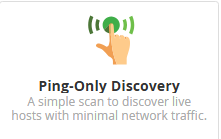 Ping-Only Discovery
A simple scan to discover live
hosts with minimal network traffic.